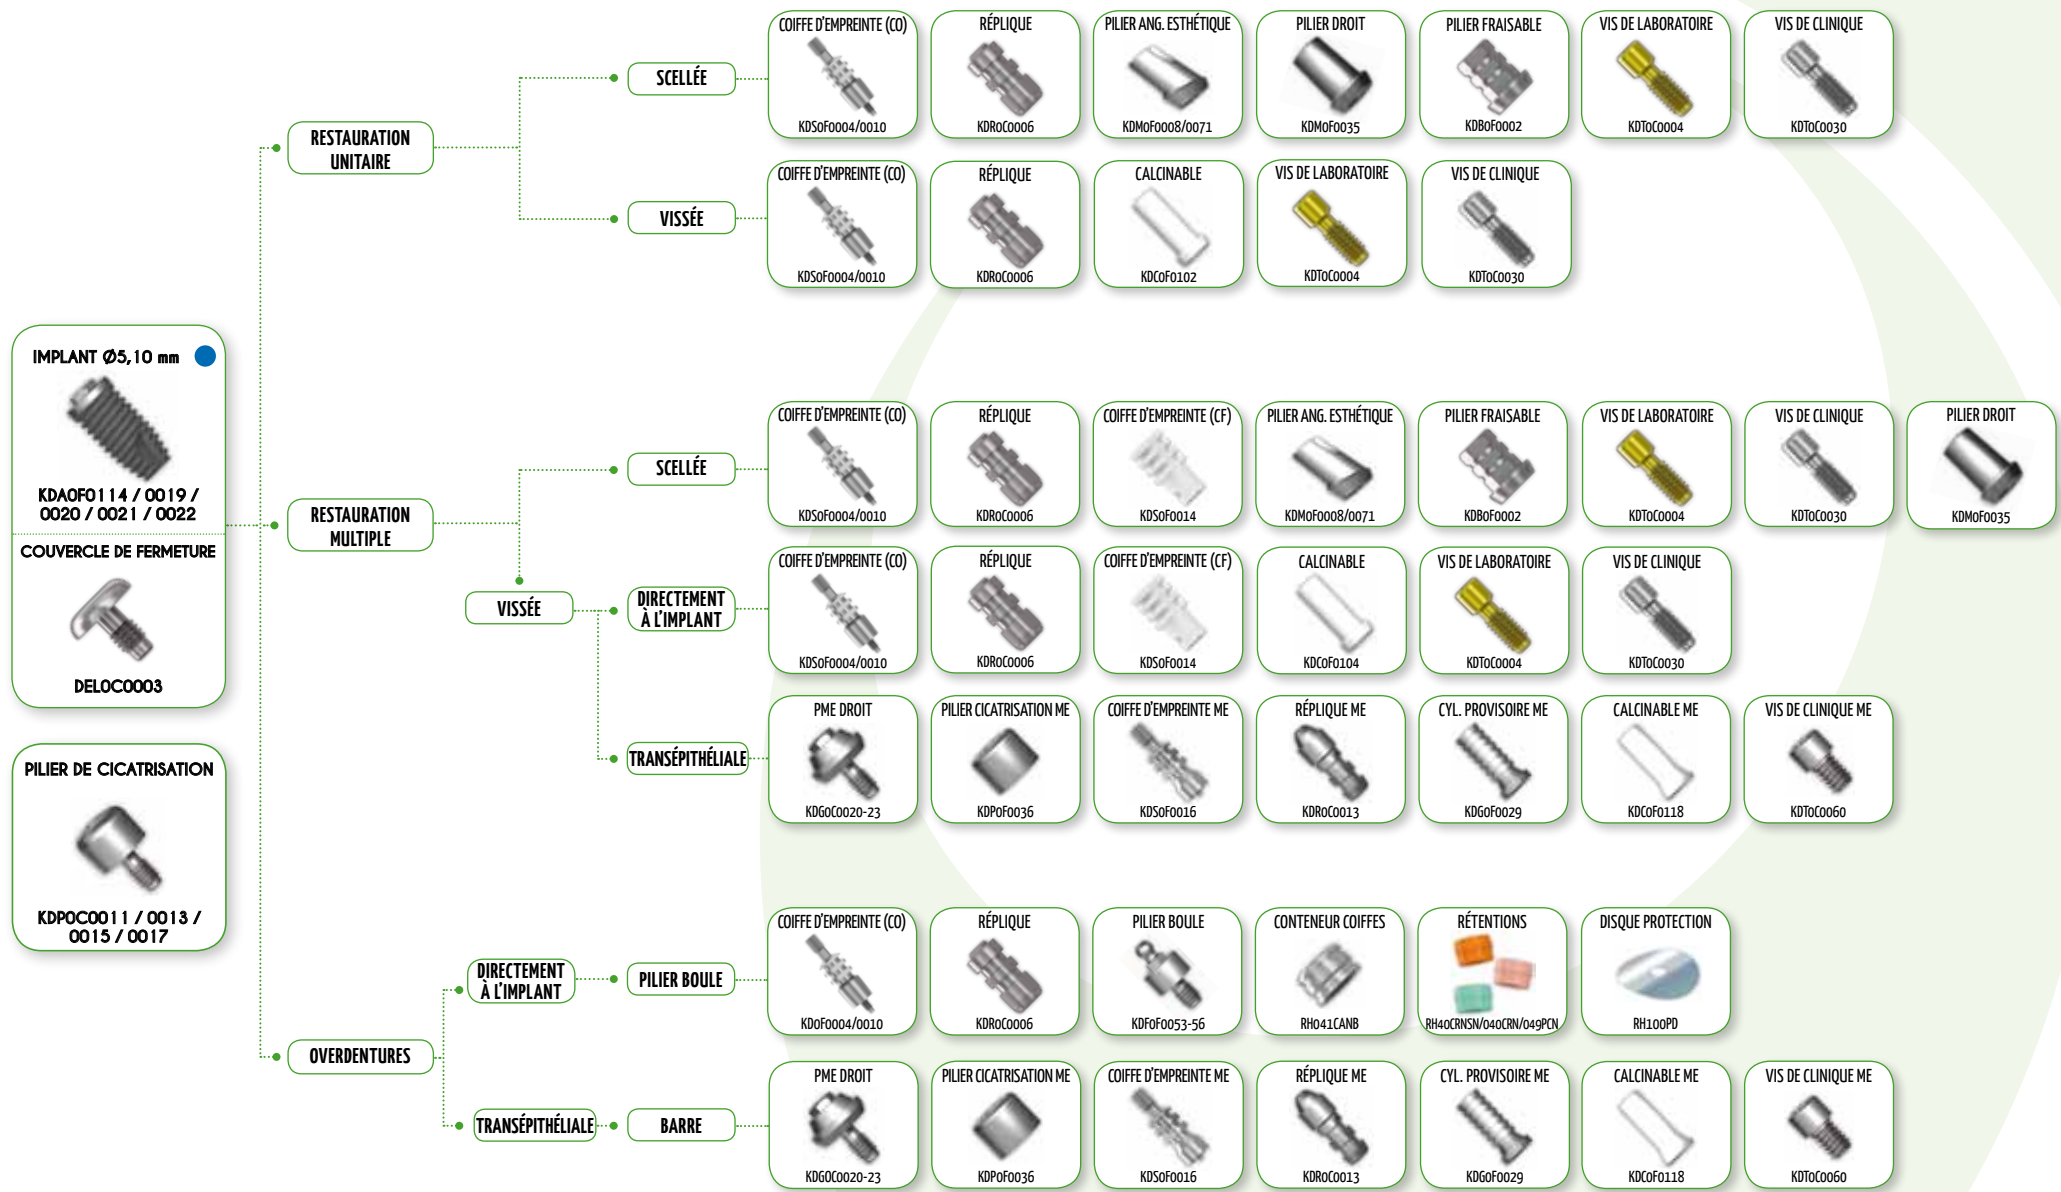 IMPLANT Ø5,10 mm
KDA0F0114 / 0019 /
0020 / 0021 / 0022
COUVERCLE DE FERMETURE
DEL0C0003
PILIER DE CICATRISATION
KDP0C0011 / 0013 /
0015 / 0017
RESTAURATION
UNITAIRE
SCELLÉE
COIFFE D'EMPREINTE (CO)
KDS0F0004/0010
RÉPLIQUE
KDR0C0006
PILIER ANG. ESTHÉTIQUE
KDM0F0008/0071
PILIER DROIT
KDM0F0035
PILIER FRAISABLE
KDB0F0002
VIS DE LABORATOIRE
KDT0C0004
VIS DE CLINIQUE
KDT0C0030
VISSÉE
COIFFE D'EMPREINTE (CO)
KDS0F0004/0010
RÉPLIQUE
KDR0C0006
CALCINABLE
KDC0F0102
VIS DE LABORATOIRE
KDT0C0004
VIS DE CLINIQUE
KDT0C0030
RESTAURATION
MULTIPLE
SCELLÉE
COIFFE D'EMPREINTE (CO)
KDS0F0004/0010
RÉPLIQUE
KDR0C0006
COIFFE D'EMPREINTE (CF)
KDS0F0014
PILIER ANG. ESTHÉTIQUE
KDM0F0008/0071
PILIER FRAISABLE
KDB0F0002
VIS DE LABORATOIRE
KDT0C0004
VIS DE CLINIQUE
KDT0C0030
PILIER DROIT
KDM0F0035
VISSÉE
DIRECTEMENT
À L'IMPLANT
COIFFE D'EMPREINTE (CO)
KDS0F0004/0010
RÉPLIQUE
KDR0C0006
COIFFE D'EMPREINTE (CF)
KDS0F0014
CALCINABLE
KDC0F0104
VIS DE LABORATOIRE
KDT0C0004
VIS DE CLINIQUE
KDT0C0030
TRANSÉPITHÉLIALE
PME DROIT
KDG0C0020-23
PILIER CICATRISATION ME
KDP0F0036
COIFFE D'EMPREINTE ME
KDS0F0016
RÉPLIQUE ME
KDR0C0013
CYL. PROVISOIRE ME
KDG0F0029
CALCINABLE ME
KDC0F0118
VIS DE CLINIQUE ME
KDT0C0060
OVERDENTURES
DIRECTEMENT
À L'IMPLANT
PILIER BOULE
COIFFE D'EMPREINTE (CO)
KD0F0004/0010
RÉPLIQUE
KDR0C0006
PILIER BOULE
KDF0F0053-56
CONTENEUR COIFFES
RH041CANB
RÉTENTIONS
RH40CRNSN/040CRN/049PCN
DISQUE PROTECTION
RH100PD
TRANSÉPITHÉLIALE
BARRE
PME DROIT
KDG0C0020-23
PILIER CICATRISATION ME
KDP0F0036
COIFFE D'EMPREINTE ME
KDS0F0016
RÉPLIQUE ME
KDR0C0013
CYL. PROVISOIRE ME
KDG0F0029
CALCINABLE ME
KDC0F0118
VIS DE CLINIQUE ME
KDT0C0060